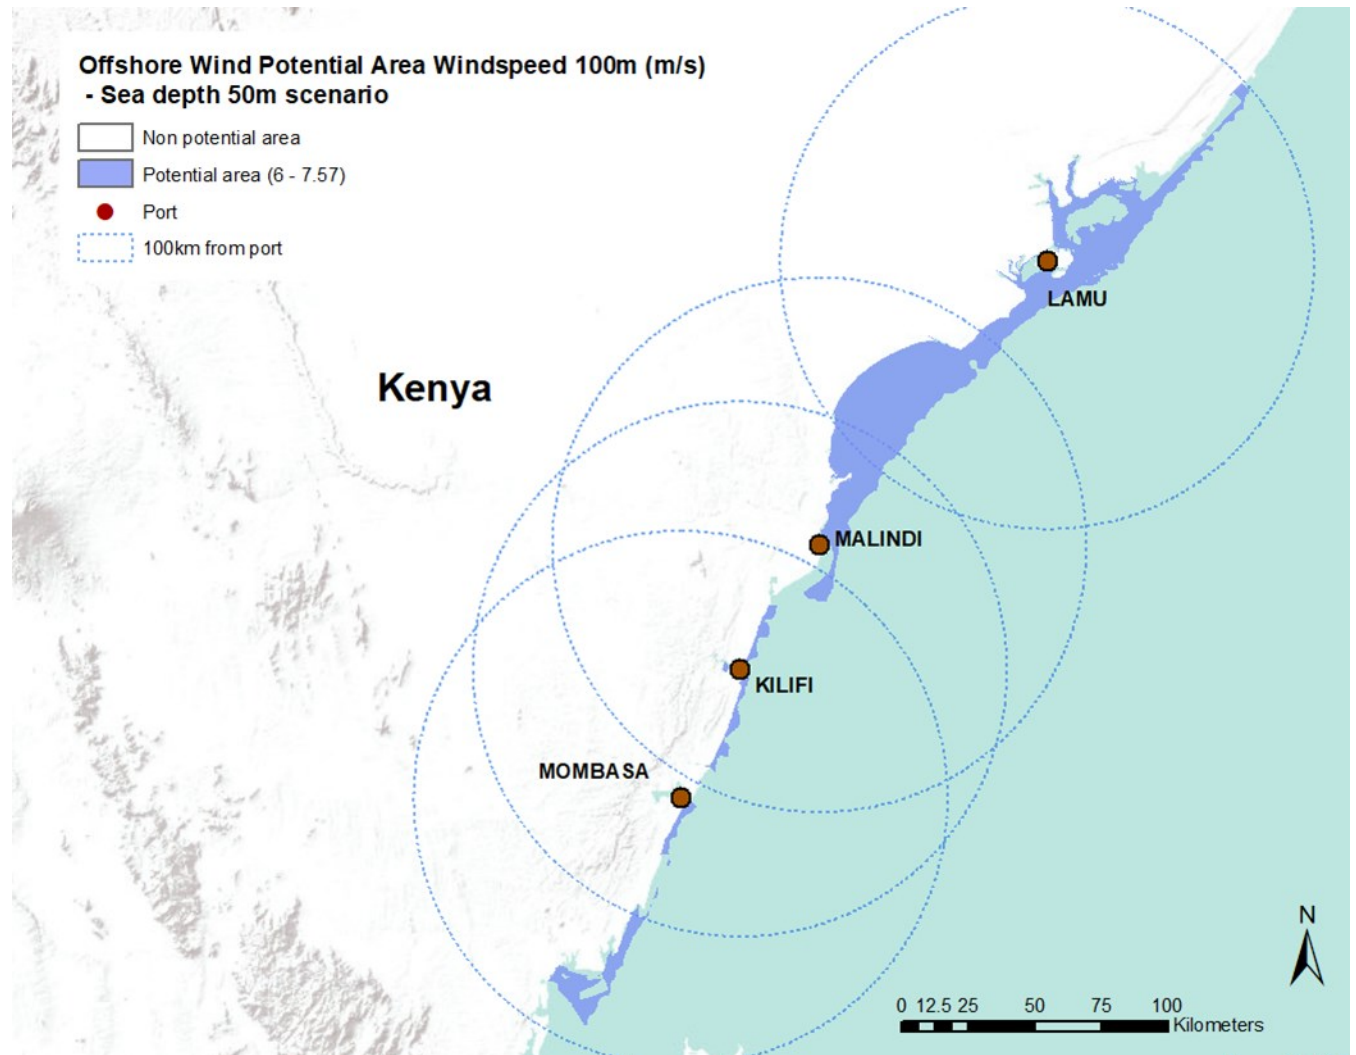 Offshore Wind Potential Area Windspeed 100m (m/s)
- Sea depth 50m scenario
Non potential area
Potential area (6 - 7.57)
Port
100km from port
LAMU
Kenya
MALINDI
KILIFI
MOMBASA
N
0 12.5 25 50 75 100
Kilometers